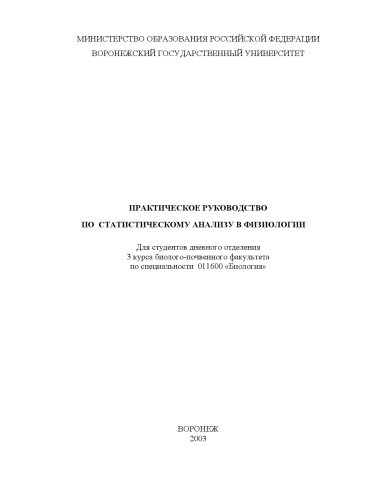 МИНИСТЕРСТВО ОБРАЗОВАНИЯ РОССИЙСКОЙ ФЕДЕРАЦИИ
ВОРОНЕЖСКИЙ ГОСУДАРСТВЕННЫЙ УНИВЕРСИТЕТ
ПРАКТИЧЕСКОЕ РУКОВОДСТВО
ПО СТАТИСТИЧЕСКОМУ АНАЛИЗУ В ФИЗИОЛОГИИ
Для студентов дневного отделения
3 курса биолого-почвенного факультета
по специальности 011600 «Биология»
ВОРОНЕЖ
2003